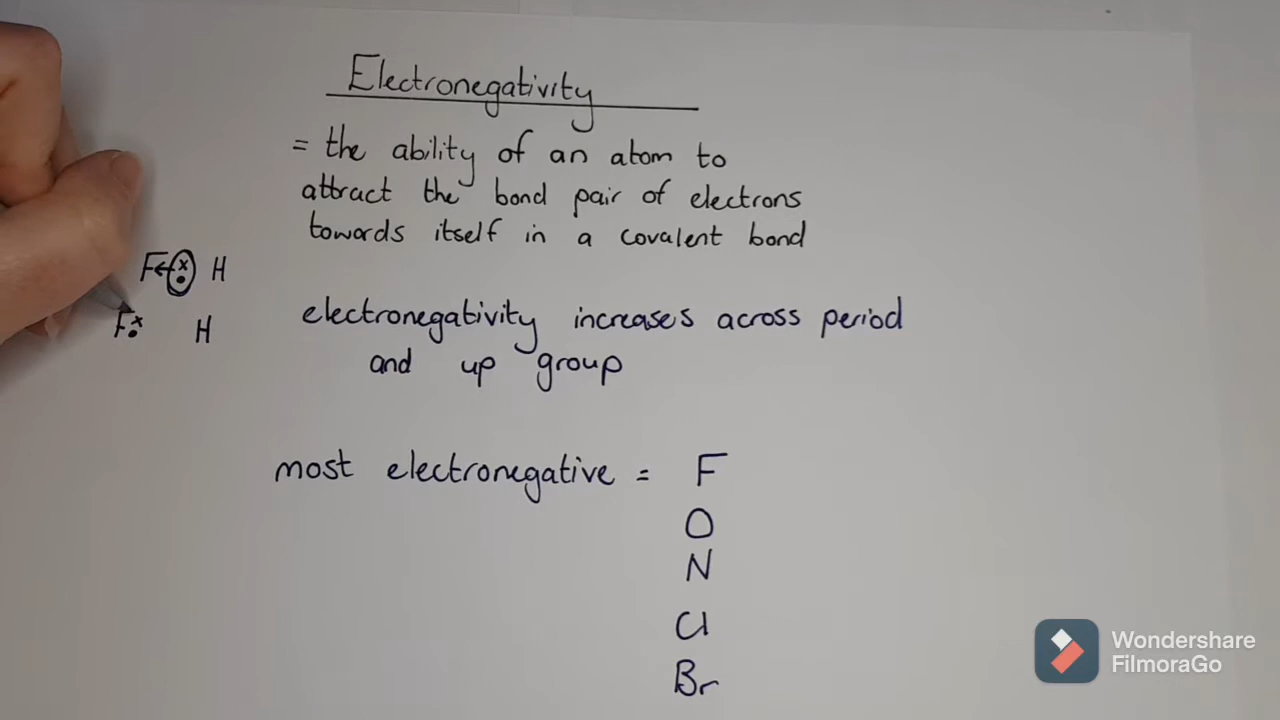 Electronegativity
= the ability of an atom to
attract the bond pair of electrons
towards itself in a covalent bond
F ← x • H
F x • H
electronegativity increases across period
and up group
most electronegative = F
O
N
Cl
Br
Wondershare
FilmoraGo